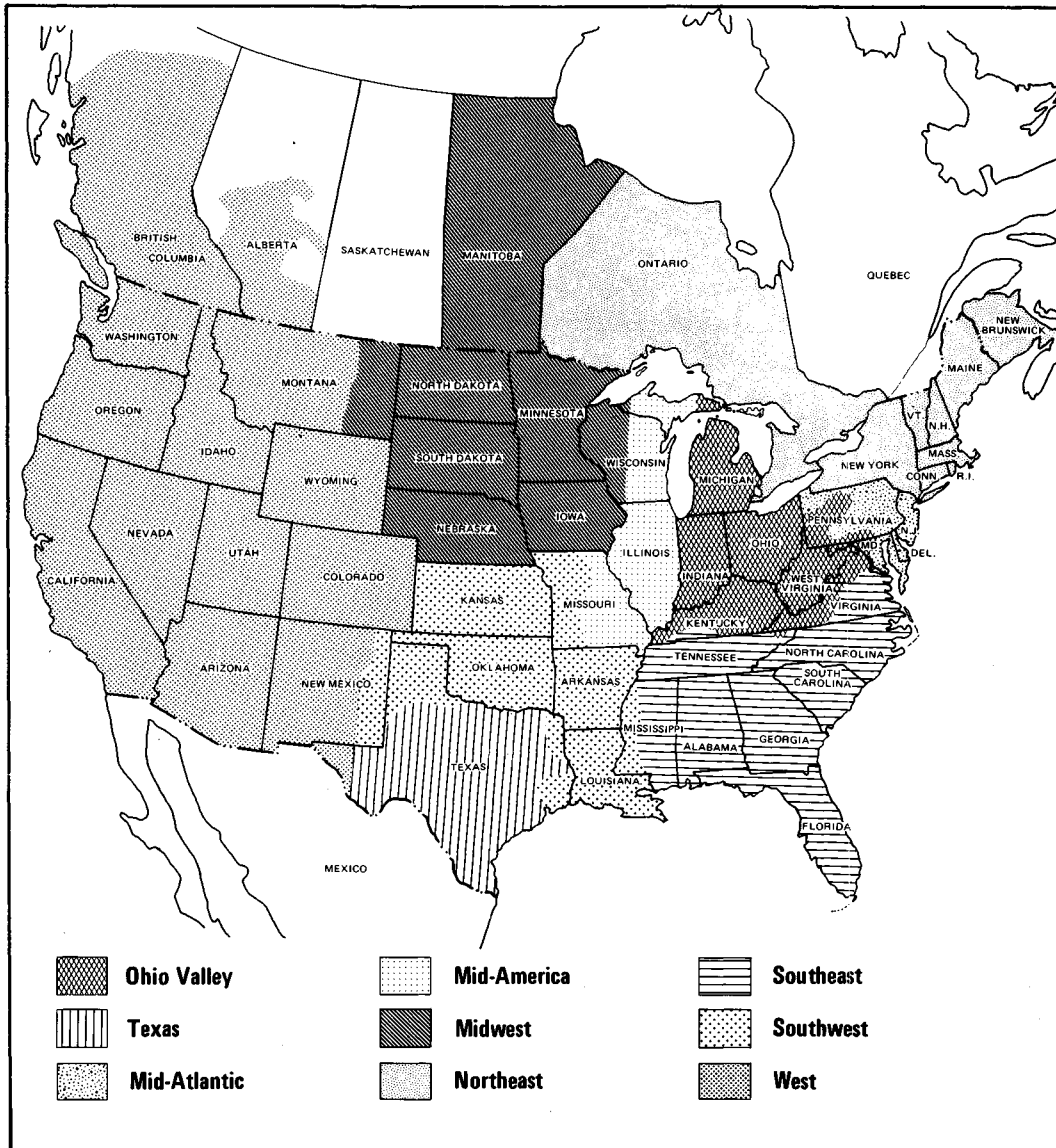 BRITISH
COLUMBIA
ALBERTA
SASKATCHEWAN
MANITOBA
ONTARIO
QUEBEC
NEW
BRUNSWICK
MAINE
WASHINGTON
MONTANA
NORTH DAKOTA
MINNESOTA
OREGON
IDAHO
SOUTH DAKOTA
WISCONSIN
MICHIGAN
VT.
N.H.
MASS
NEW YORK
CONN.
R.I.
WYOMING
NEBRASKA
IOWA
PENNSYLVANIA
N.J.
NEVADA
UTAH
COLORADO
ILLINOIS
INDIANA
OHIO
MD.
DEL.
WEST
VIRGINIA
VIRGINIA
CALIFORNIA
KANSAS
MISSOURI
KENTUCKY
ARIZONA
NEW MEXICO
OKLAHOMA
ARKANSAS
TENNESSEE
NORTH CAROLINA
SOUTH
CAROLINA
MISSISSIPPI
ALABAMA
GEORGIA
TEXAS
LOUISIANA
FLORIDA
MEXICO
Ohio Valley
Mid-America
Southeast
Texas
Midwest
Southwest
Mid-Atlantic
Northeast
West